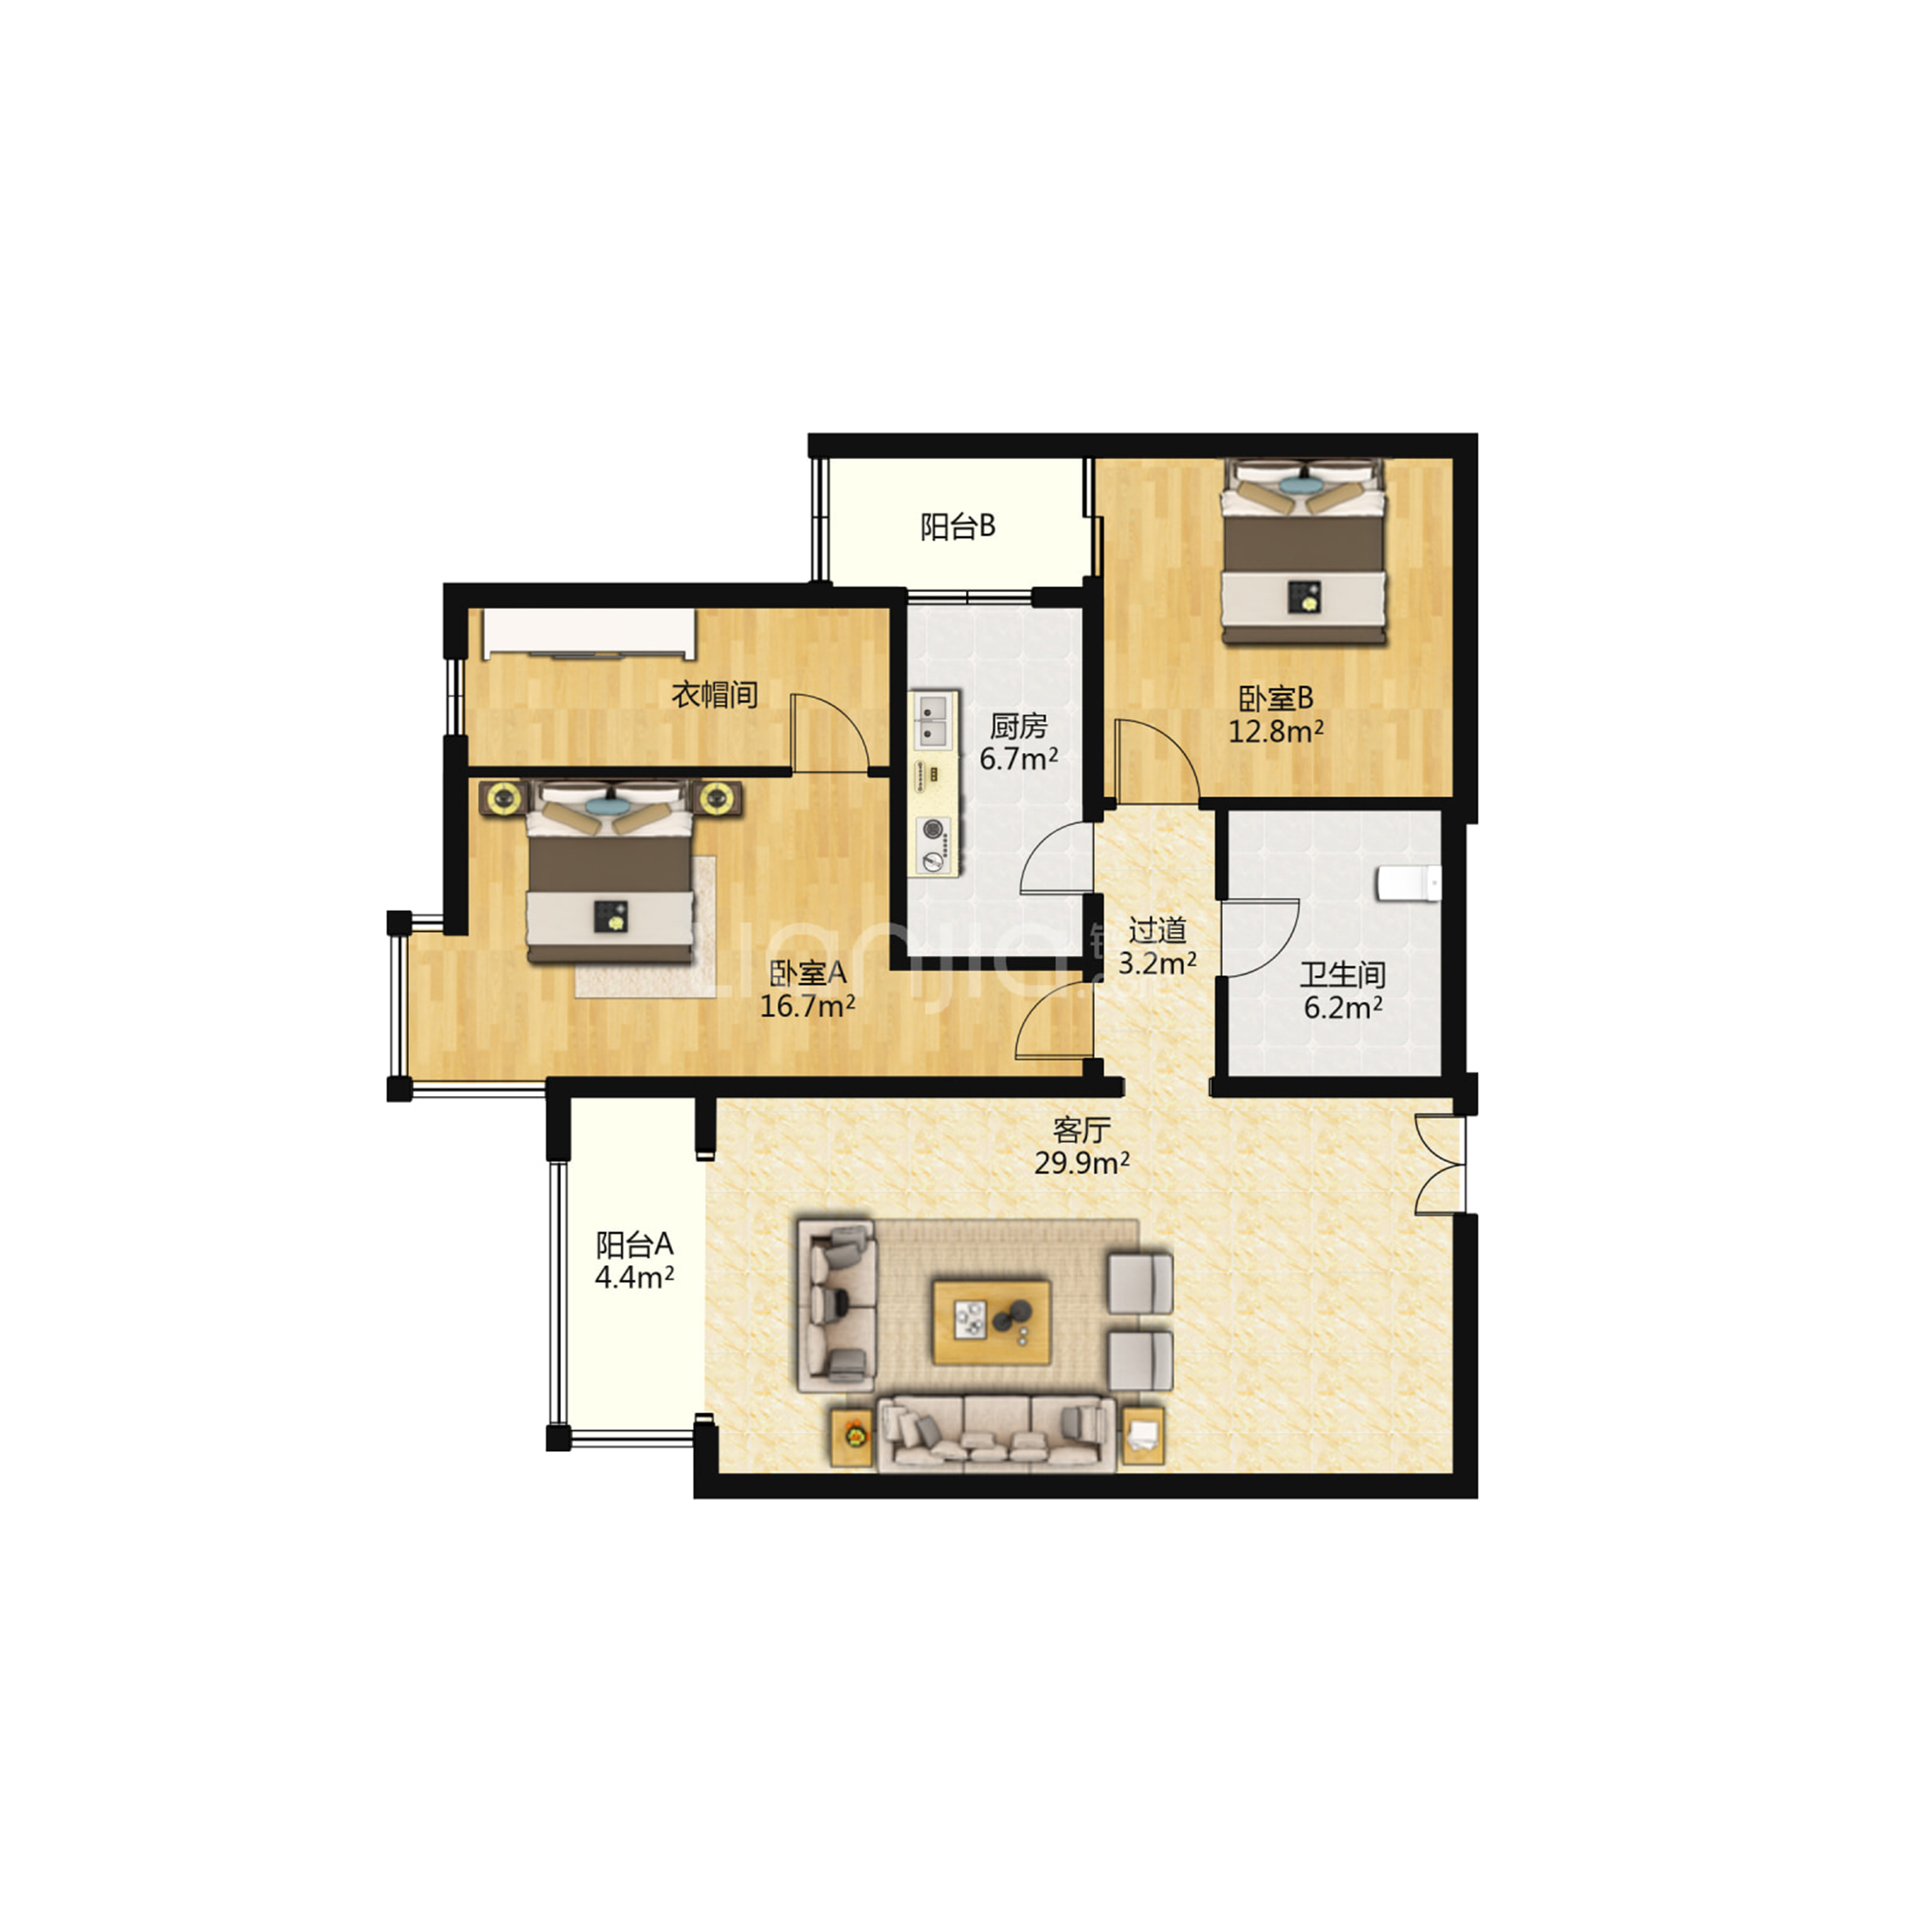 阳台B
衣帽间
厨房
6.7m²
卧室B
12.8m²
过道
3.2m²
卧室A
16.7m²
卫生间
6.2m²
客厅
29.9m²
阳台A
4.4m²
Lianjia